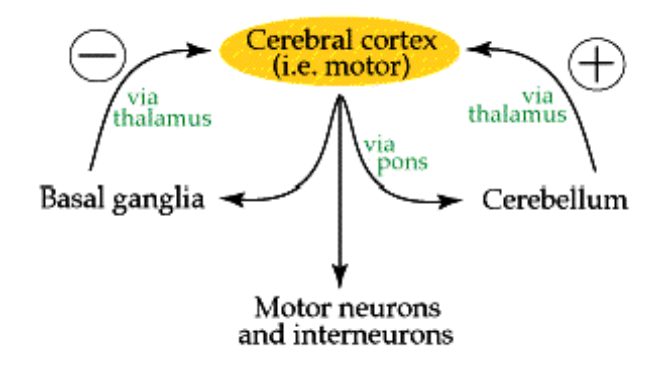 −
Cerebral cortex
(i.e. motor)
+
via
thalamus
via
thalamus
via
pons
Basal ganglia
Cerebellum
Motor neurons
and interneurons